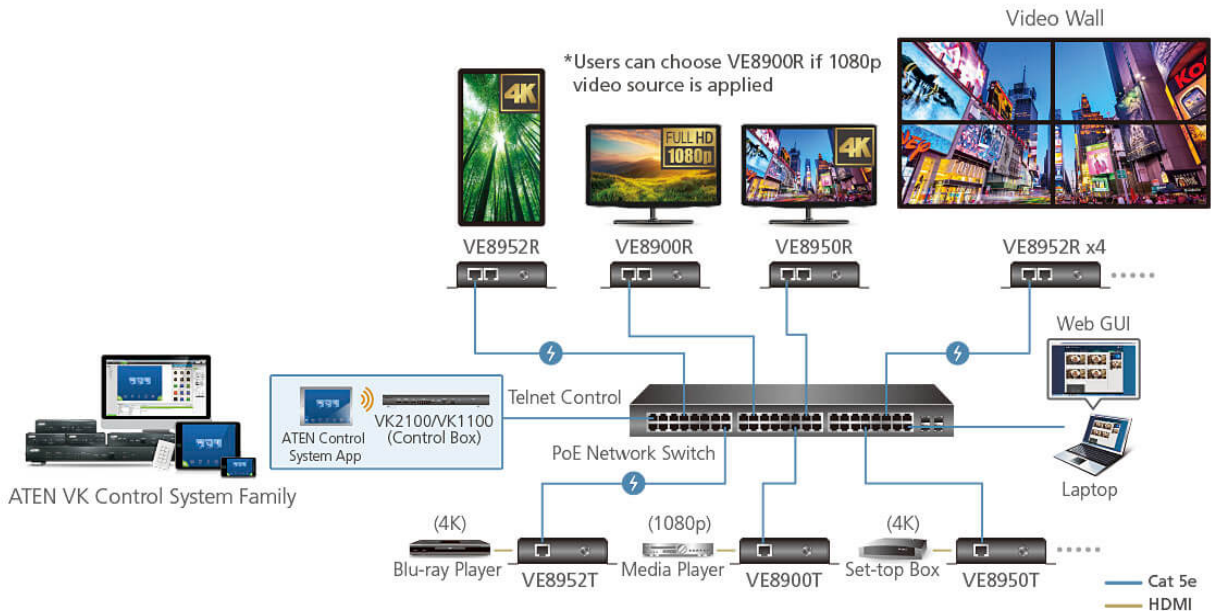 Video Wall
*Users can choose VE8900R if 1080p
video source is applied
4K
FULL HD
1080p
4K
VE8952R
VE8900R
VE8950R
VE8952R x4
Web GUI
Telnet Control
VK2100/VK1100
(Control Box)
ATEN Control
System App
PoE Network Switch
Laptop
ATEN VK Control System Family
(4K)
(1080p)
(4K)
Blu-ray Player
VE8952T
Media Player
VE8900T
Set-top Box
VE8950T
Cat 5e
HDMI